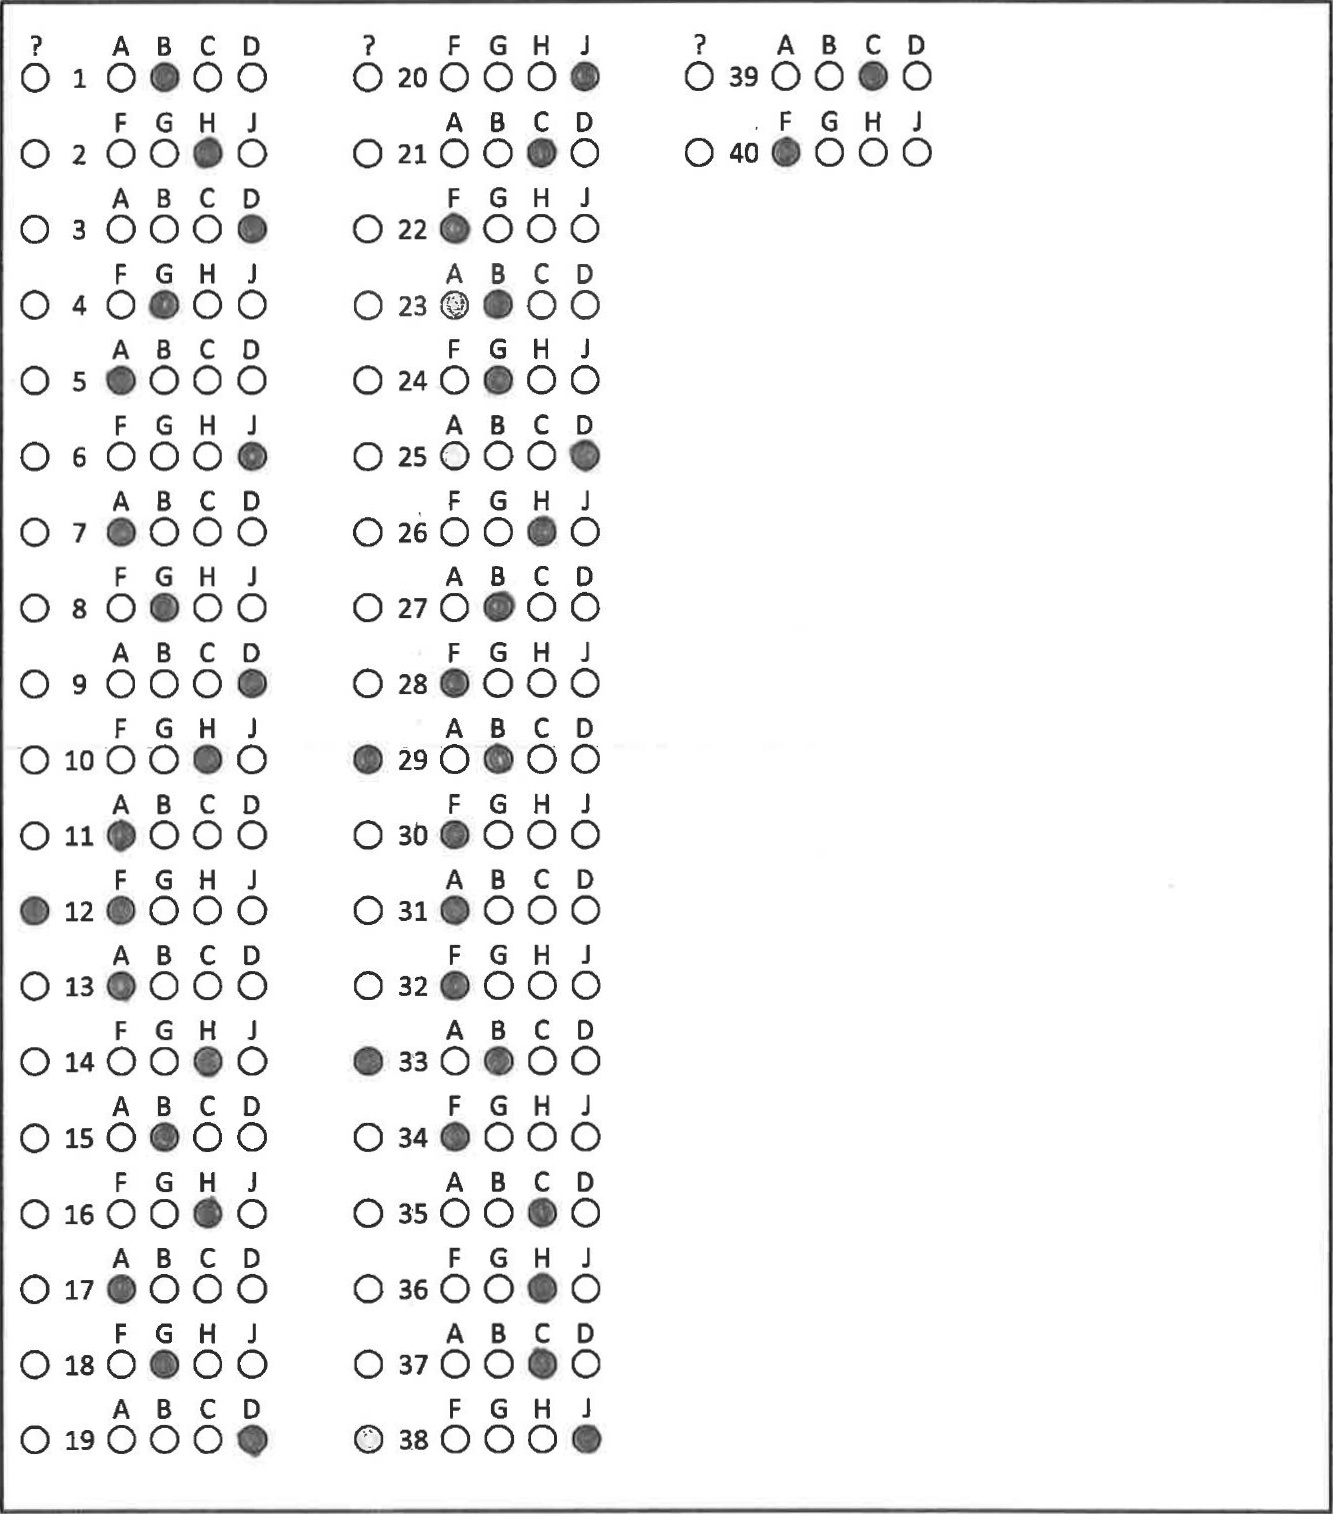 ? A B C D
1
F G H J
2
A B C D
3
F G H J
4
A B C D
5
F G H J
6
A B C D
7
F G H J
8
A B C D
9
F G H J
10
A B C D
11
F G H J
12
A B C D
13
F G H J
14
A B C D
15
F G H J
16
A B C D
17
F G H J
18
A B C D
19
? F G H J
20
A B C D
21
F G H J
22
A B C D
23
F G H J
24
A B C D
25
F G H J
26
A B C D
27
F G H J
28
A B C D
29
F G H J
30
A B C D
31
F G H J
32
A B C D
33
F G H J
34
A B C D
35
F G H J
36
A B C D
37
F G H J
38
? A B C D
39
F G H J
40